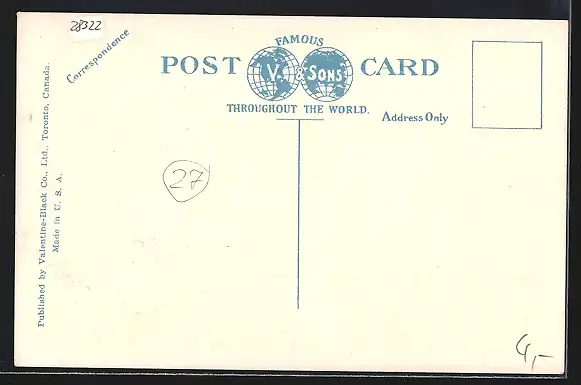 28322
Correspondence
FAMOUS
POST V. & SONS CARD
THROUGHOUT THE WORLD.
Address Only
Published by Valentine-Black Co., Ltd., Toronto, Canada.
Made in U. S. A.
27
4,-